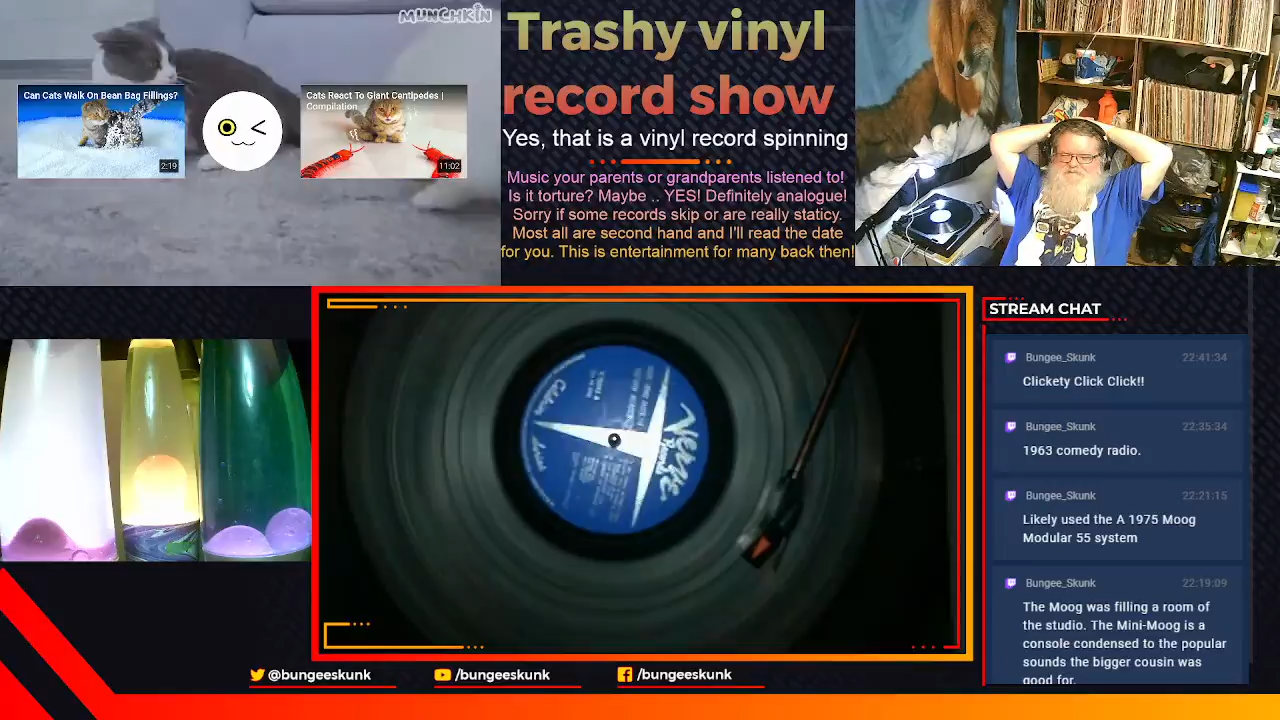 MUNCHKIN
Can Cats Walk On Bean Bag Fillings?
2:19
Cats React To Giant Centipedes |
Compilation
11:02
Trashy vinyl
record show
Yes, that is a vinyl record spinning
Music your parents or grandparents listened to!
Is it torture? Maybe .. YES! Definitely analogue!
Sorry if some records skip or are really staticy.
Most all are second hand and I'll read the date
for you. This is entertainment for many back then!
Verve
STREAM CHAT
Bungee_Skunk 22:41:34
Clickety Click Click!!
Bungee_Skunk 22:35:34
1963 comedy radio.
Bungee_Skunk 22:21:15
Likely used the A 1975 Moog
Modular 55 system
Bungee_Skunk 22:19:09
The Moog was filling a room of
the studio. The Mini-Moog is a
console condensed to the popular
sounds the bigger cousin was
good for.
@bungeeskunk
/bungeeskunk
/bungeeskunk